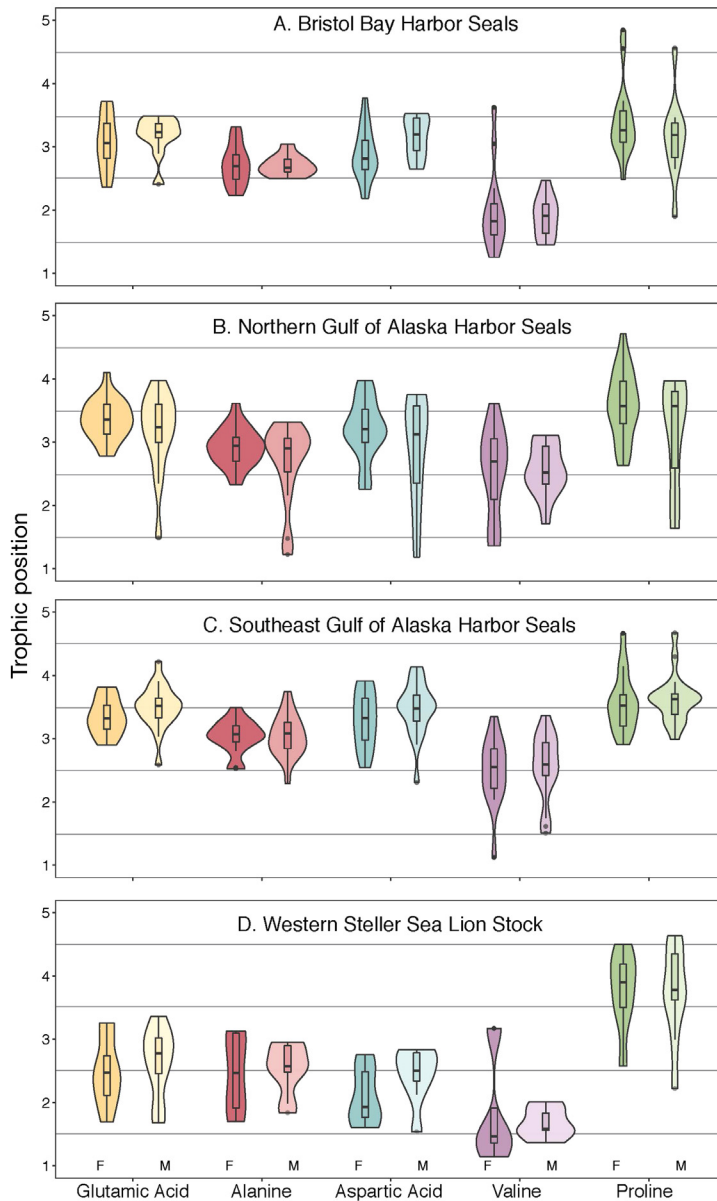 A. Bristol Bay Harbor Seals
5
4
3
2
1
B. Northern Gulf of Alaska Harbor Seals
5
4
3
2
1
Trophic position
C. Southeast Gulf of Alaska Harbor Seals
5
4
3
2
1
D. Western Steller Sea Lion Stock
5
4
3
2
1
F M F M F M F M F M
Glutamic Acid Alanine Aspartic Acid Valine Proline